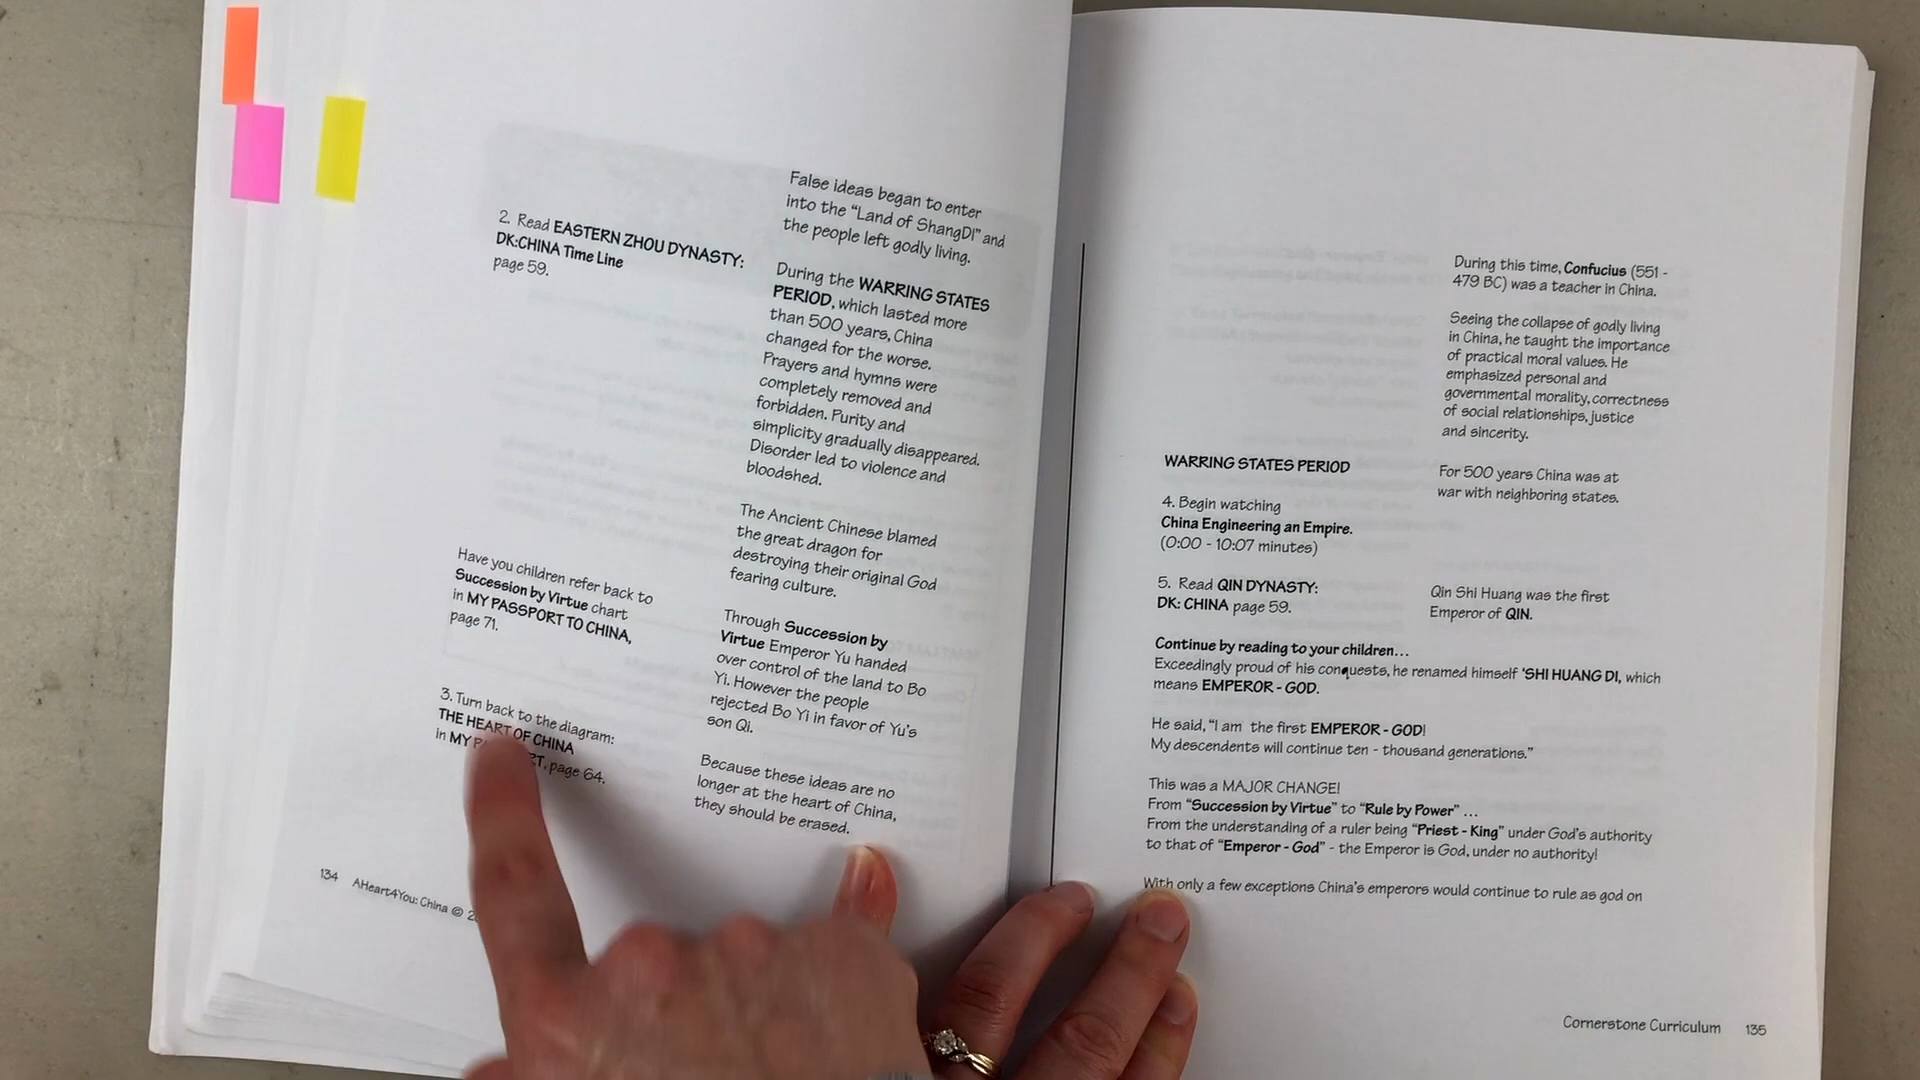 2. Read EASTERN ZHOU DYNASTY:
DK:CHINA Time Line
page 59.
False ideas began to enter
into the "Land of ShangDI" and
the people left godly living.
During the WARRING STATES
PERIOD, which lasted more
than 500 years, China
changed for the worse.
Prayers and hymns were
completely removed and
forbidden. Purity and
simplicity gradually disappeared.
Disorder led to violence and
bloodshed.
The Ancient Chinese blamed
the great dragon for
destroying their original God
fearing culture.
Have you children refer back to
Succession by Virtue chart
in MY PASSPORT TO CHINA,
page 71.
Through Succession by
Virtue Emperor Yu handed
over control of the land to Bo
Yi. However the people
rejected Bo Yi in favor of Yu's
son Qi.
3. Turn back to the diagram:
THE HEART OF CHINA
in MY page 64.
Because these ideas are no
longer at the heart of China,
they should be erased.
134 AHeart4You: China ©
During this time, Confucius (551 -
479 BC) was a teacher in China.
Seeing the collapse of godly living
in China, he taught the importance
of practical moral values. He
emphasized personal and
governmental morality, correctness
of social relationships, justice
and sincerity.
WARRING STATES PERIOD
For 500 years China was at
war with neighboring states.
4. Begin watching
China Engineering an Empire.
(0:00 - 10:07 minutes)
5. Read QIN DYNASTY:
DK: CHINA page 59.
Qin Shi Huang was the first
Emperor of QIN.
Continue by reading to your children...
Exceedingly proud of his conquests, he renamed himself 'SHI HUANG DI, which
means EMPEROR - GOD.
He said, "I am the first EMPEROR - GOD!
My descendents will continue ten - thousand generations."
This was a MAJOR CHANGE!
From "Succession by Virtue" to "Rule by Power" ...
From the understanding of a ruler being "Priest - King" under God's authority
to that of "Emperor - God" - the Emperor is God, under no authority!
With only a few exceptions China's emperors would continue to rule as god on
Cornerstone Curriculum 135